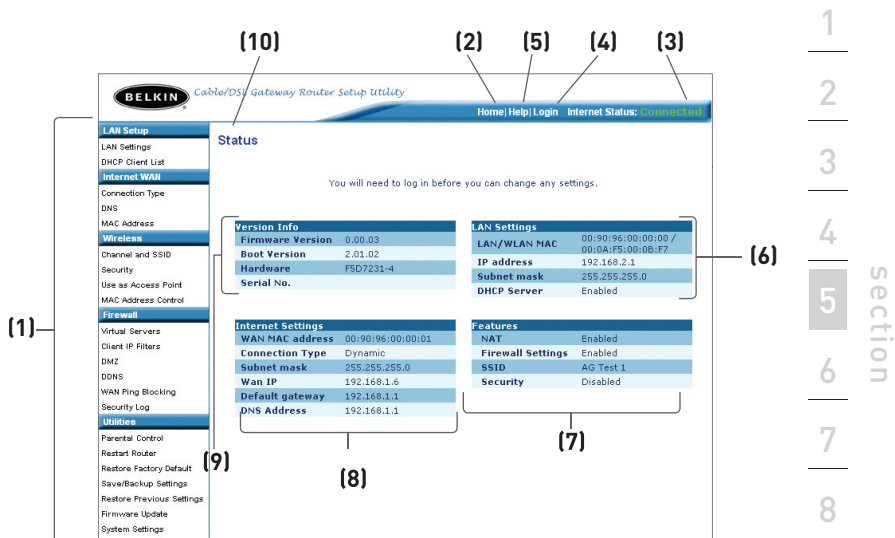 (10) (2) (5) (4) (3)
BELKIN Cable/DSL Gateway Router Setup Utility
Home| Help| Login Internet Status: Connected
(1)
LAN Setup
LAN Settings
DHCP Client List
Internet WAN
Connection Type
DNS
MAC Address
Wireless
Channel and SSID
Security
Use as Access Point
MAC Address Control
Firewall
Virtual Servers
Client IP Filters
DMZ
DDNS
WAN Ping Blocking
Security Log
Utilities
Parental Control
Restart Router
Restore Factory Default
Save/Backup Settings
Restore Previous Settings
Firmware Update
System Settings
Status
You will need to log in before you can change any settings.
Version Info
Firmware Version 0.00.03
Boot Version 2.01.02
Hardware F5D7231-4
Serial No.
(9)
LAN Settings
LAN/WLAN MAC 00:90:96:00:00:00 /
00:0A:F5:00:0B:F7
IP address 192.168.2.1
Subnet mask 255.255.255.0
DHCP Server Enabled
(6)
Internet Settings
WAN MAC address 00:90:96:00:00:01
Connection Type Dynamic
Subnet mask 255.255.255.0
Wan IP 192.168.1.6
Default gateway 192.168.1.1
DNS Address 192.168.1.1
(8)
Features
NAT Enabled
Firewall Settings Enabled
SSID AG Test 1
Security Disabled
(7)
1
2
3
4
5
6
7
8
section